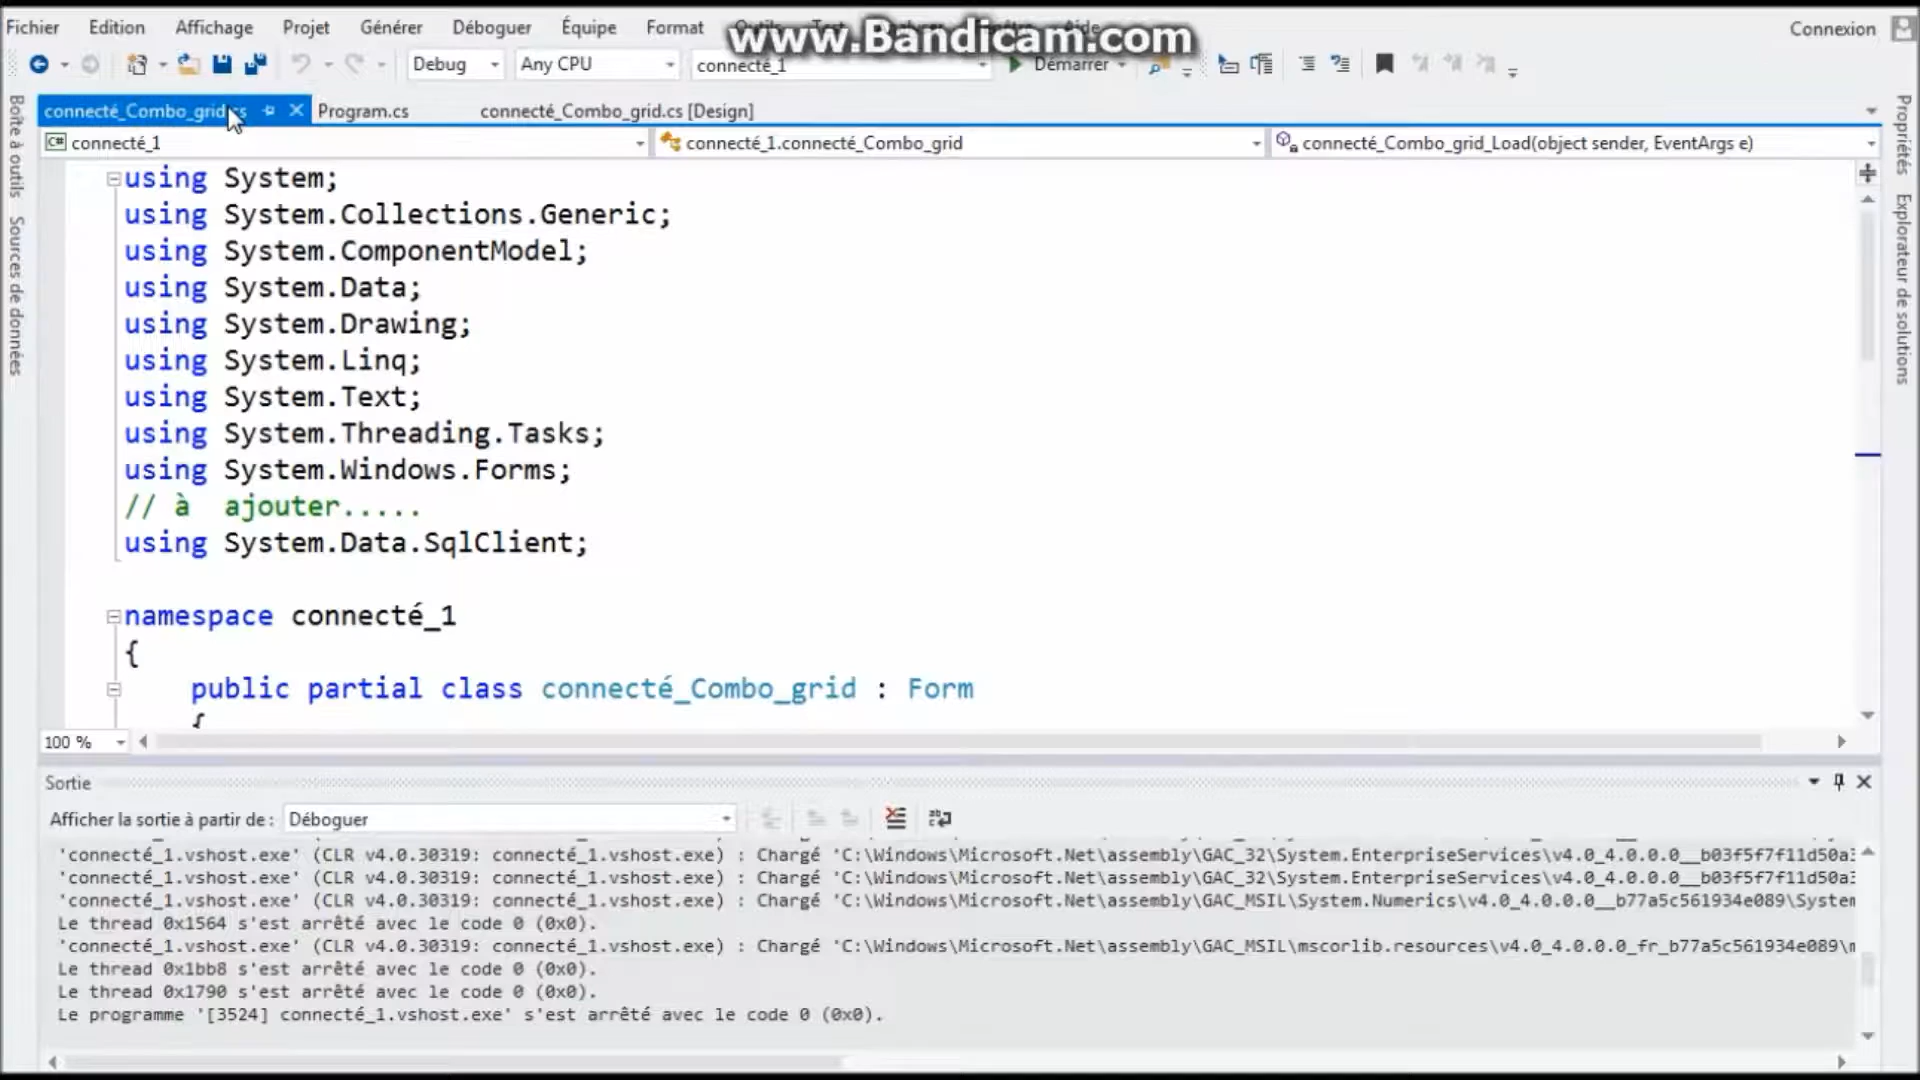 Fichier Edition Affichage Projet Générer Déboguer Équipe Format
www.Bandicam.com
Connexion
Debug Any CPU connecté_1 Démarrer
connecté_Combo_grid.cs Program.cs connecté_Combo_grid.cs [Design]
connecté_1 connecté_1.connecté_Combo_grid connecté_Combo_grid_Load(object sender, EventArgs e)
Boîte à outils
Sources de données
Propriétés
Explorateur de solutions
using System;
using System.Collections.Generic;
using System.ComponentModel;
using System.Data;
using System.Drawing;
using System.Linq;
using System.Text;
using System.Threading.Tasks;
using System.Windows.Forms;
// à  ajouter.....
using System.Data.SqlClient;
namespace connecté_1
{
public partial class connecté_Combo_grid : Form
{
100 %
Sortie
Afficher la sortie à partir de : Déboguer
'connecté_1.vshost.exe' (CLR v4.0.30319: connecté_1.vshost.exe) : Chargé 'C:\Windows\Microsoft.Net\assembly\GAC_32\System.EnterpriseServices\v4.0_4.0.0.0__b03f5f7f11d50a3
'connecté_1.vshost.exe' (CLR v4.0.30319: connecté_1.vshost.exe) : Chargé 'C:\Windows\Microsoft.Net\assembly\GAC_32\System.EnterpriseServices\v4.0_4.0.0.0__b03f5f7f11d50a3
'connecté_1.vshost.exe' (CLR v4.0.30319: connecté_1.vshost.exe) : Chargé 'C:\Windows\Microsoft.Net\assembly\GAC_MSIL\System.Numerics\v4.0_4.0.0.0__b77a5c561934e089\System
Le thread 0x1564 s'est arrêté avec le code 0 (0x0).
'connecté_1.vshost.exe' (CLR v4.0.30319: connecté_1.vshost.exe) : Chargé 'C:\Windows\Microsoft.Net\assembly\GAC_MSIL\mscorlib.resources\v4.0_4.0.0.0_fr_b77a5c561934e089\m
Le thread 0x1bb8 s'est arrêté avec le code 0 (0x0).
Le thread 0x1790 s'est arrêté avec le code 0 (0x0).
Le programme '[3524] connecté_1.vshost.exe' s'est arrêté avec le code 0 (0x0).